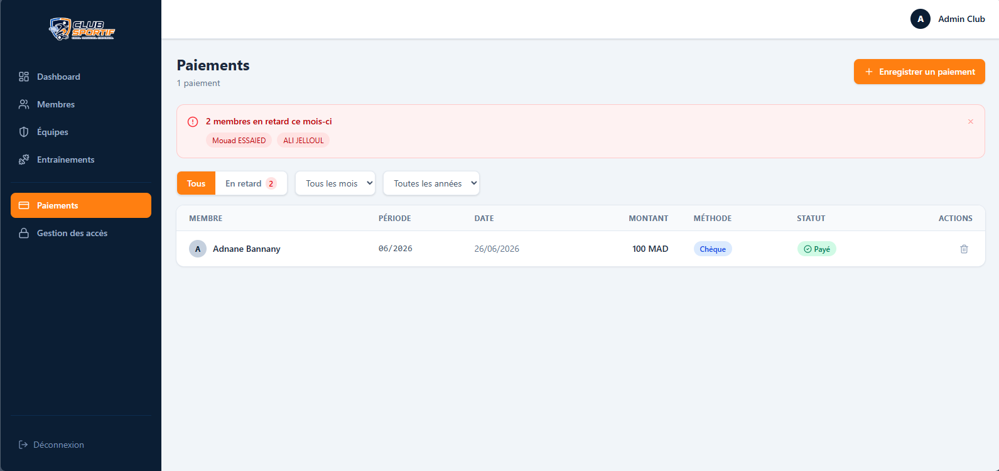 CLUB
SPORTIF
Dashboard
Membres
Équipes
Entraînements
Paiements
Gestion des accès
Déconnexion
A Admin Club
Paiements
1 paiement
+ Enregistrer un paiement
2 membres en retard ce mois-ci
Mouad ESSAIED ALI JELLOUL
Tous En retard 2 Tous les mois Toutes les années
MEMBRE PÉRIODE DATE MONTANT MÉTHODE STATUT ACTIONS
A Adnane Bannany 06/2026 26/06/2026 100 MAD Chèque Payé